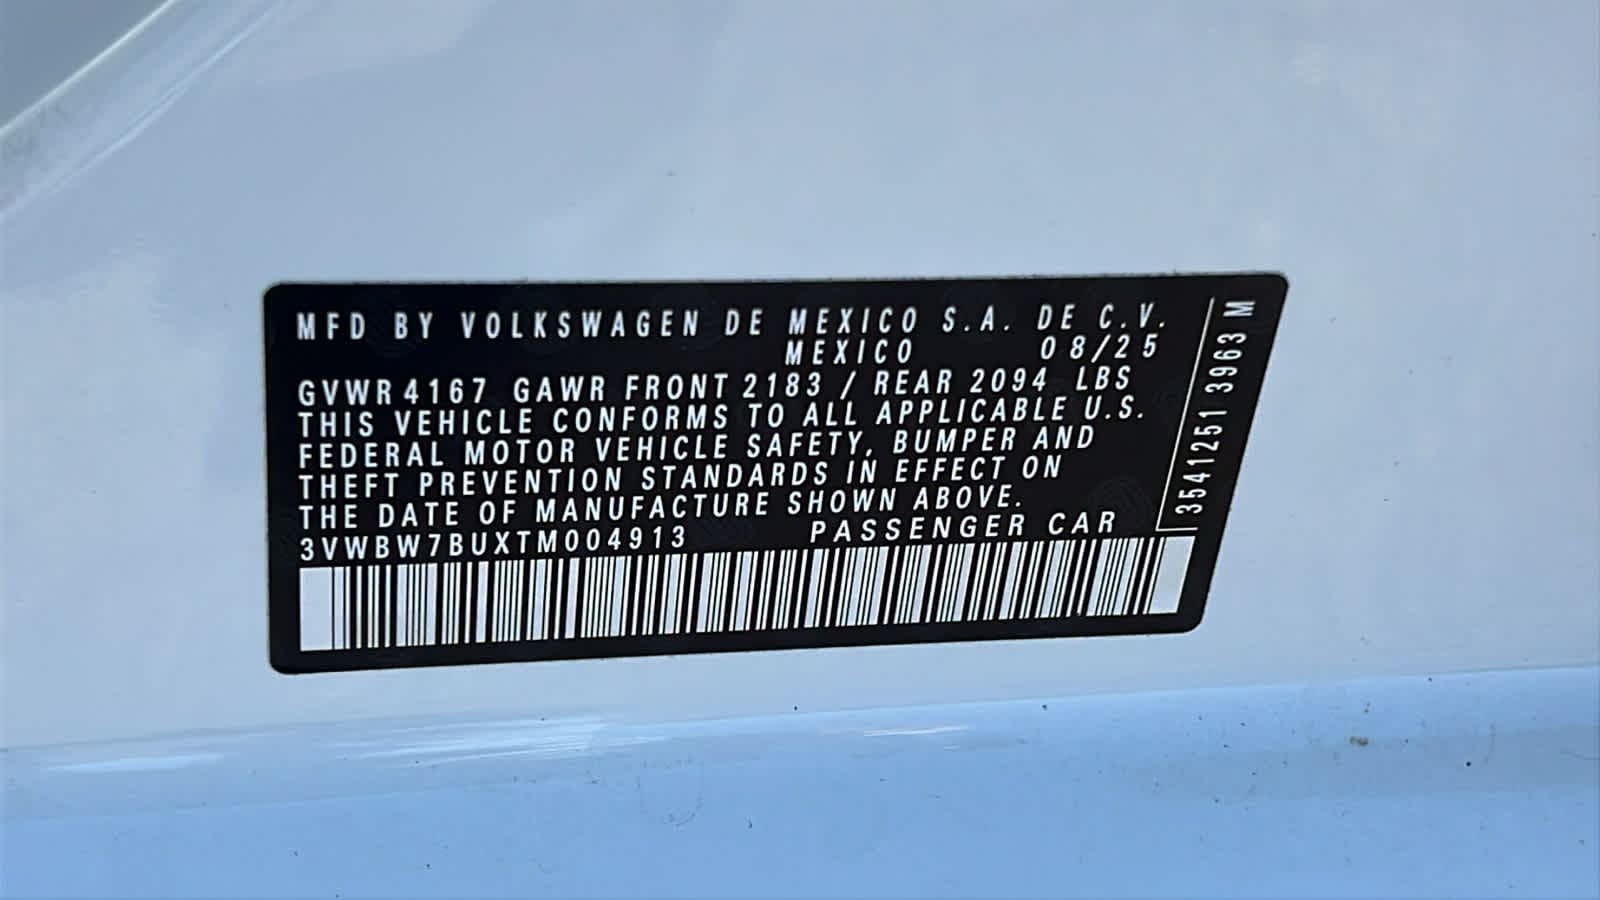 MFD BY VOLKSWAGEN DE MEXICO S.A. DE C.V.
MEXICO 08/25
GVWR 4167 GAWR FRONT 2183 / REAR 2094 LBS
THIS VEHICLE CONFORMS TO ALL APPLICABLE U.S.
FEDERAL MOTOR VEHICLE SAFETY, BUMPER AND
THEFT PREVENTION STANDARDS IN EFFECT ON
THE DATE OF MANUFACTURE SHOWN ABOVE.
3VWBW7BUXTM004913 PASSENGER CAR
3541251 3963 M